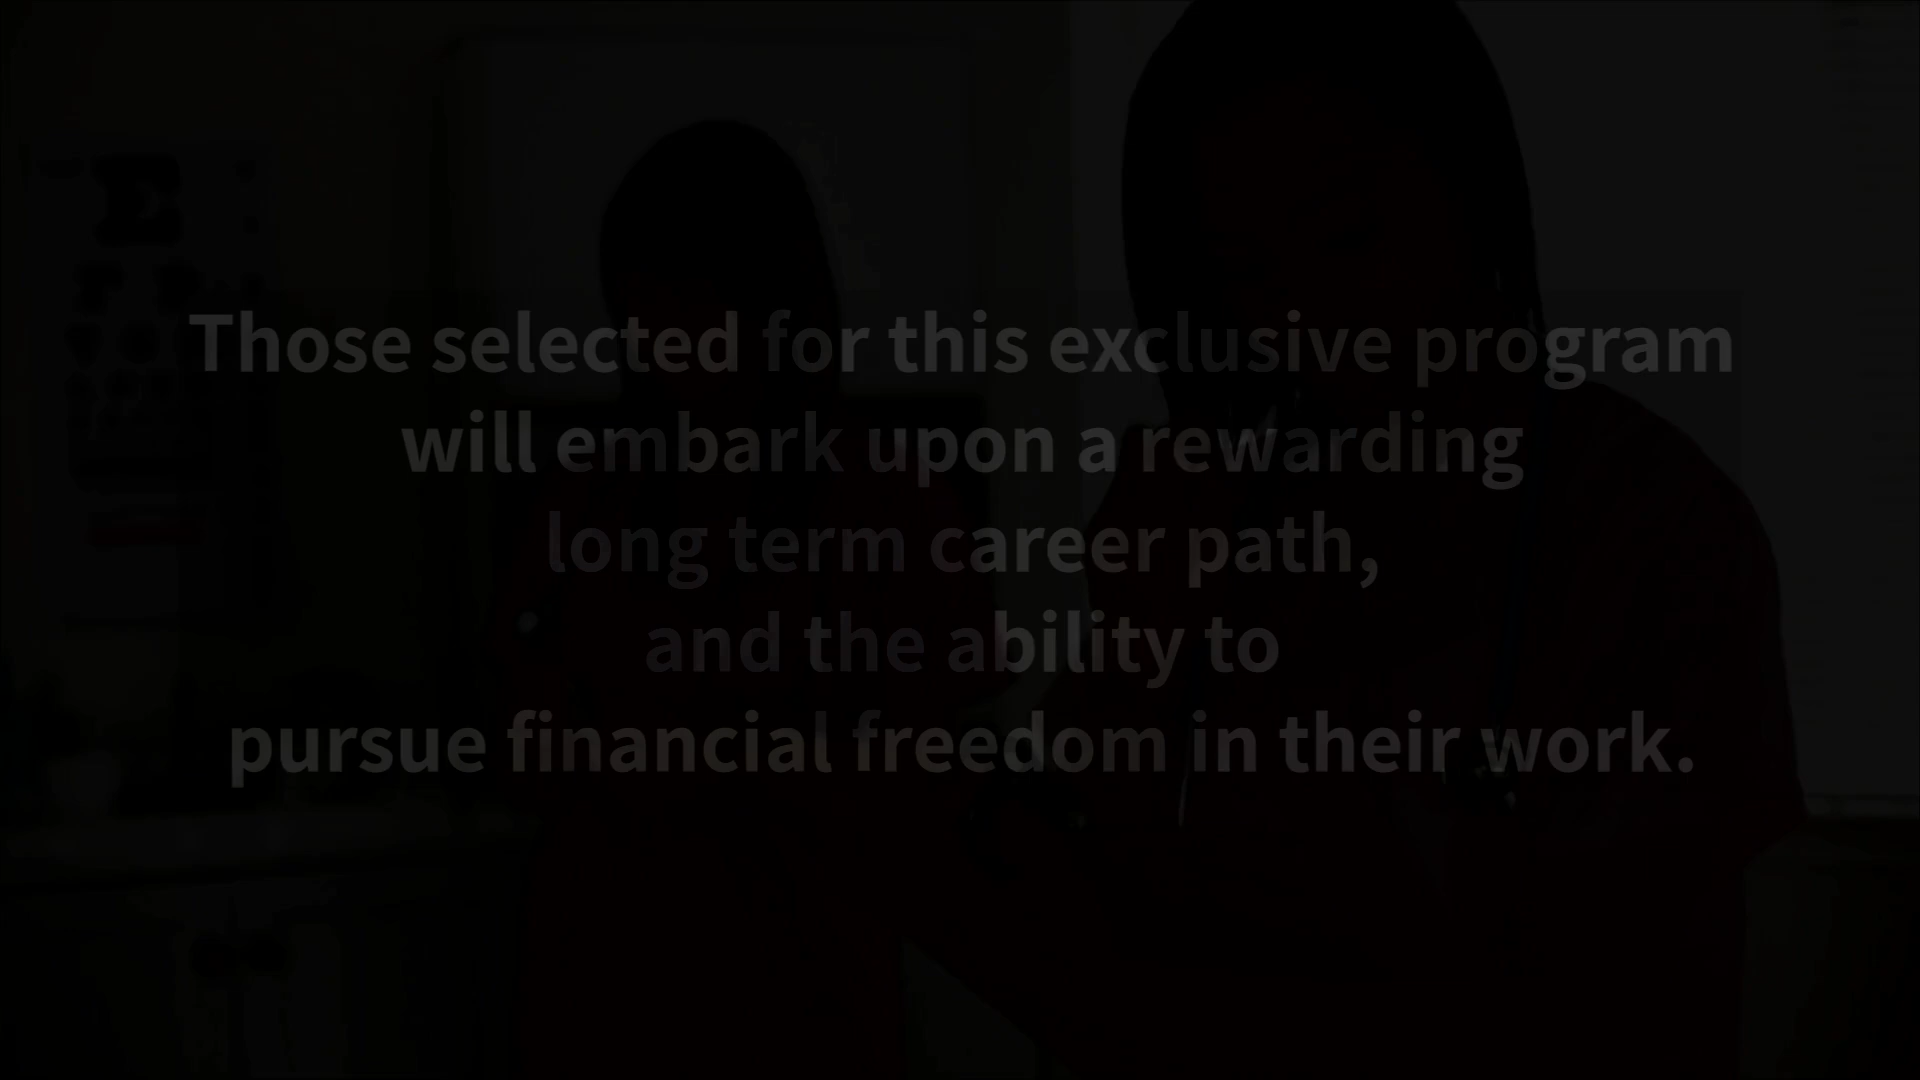 Those selected for this exclusive program
will embark upon a rewarding
long term career path,
and the ability to
pursue financial freedom in their work.